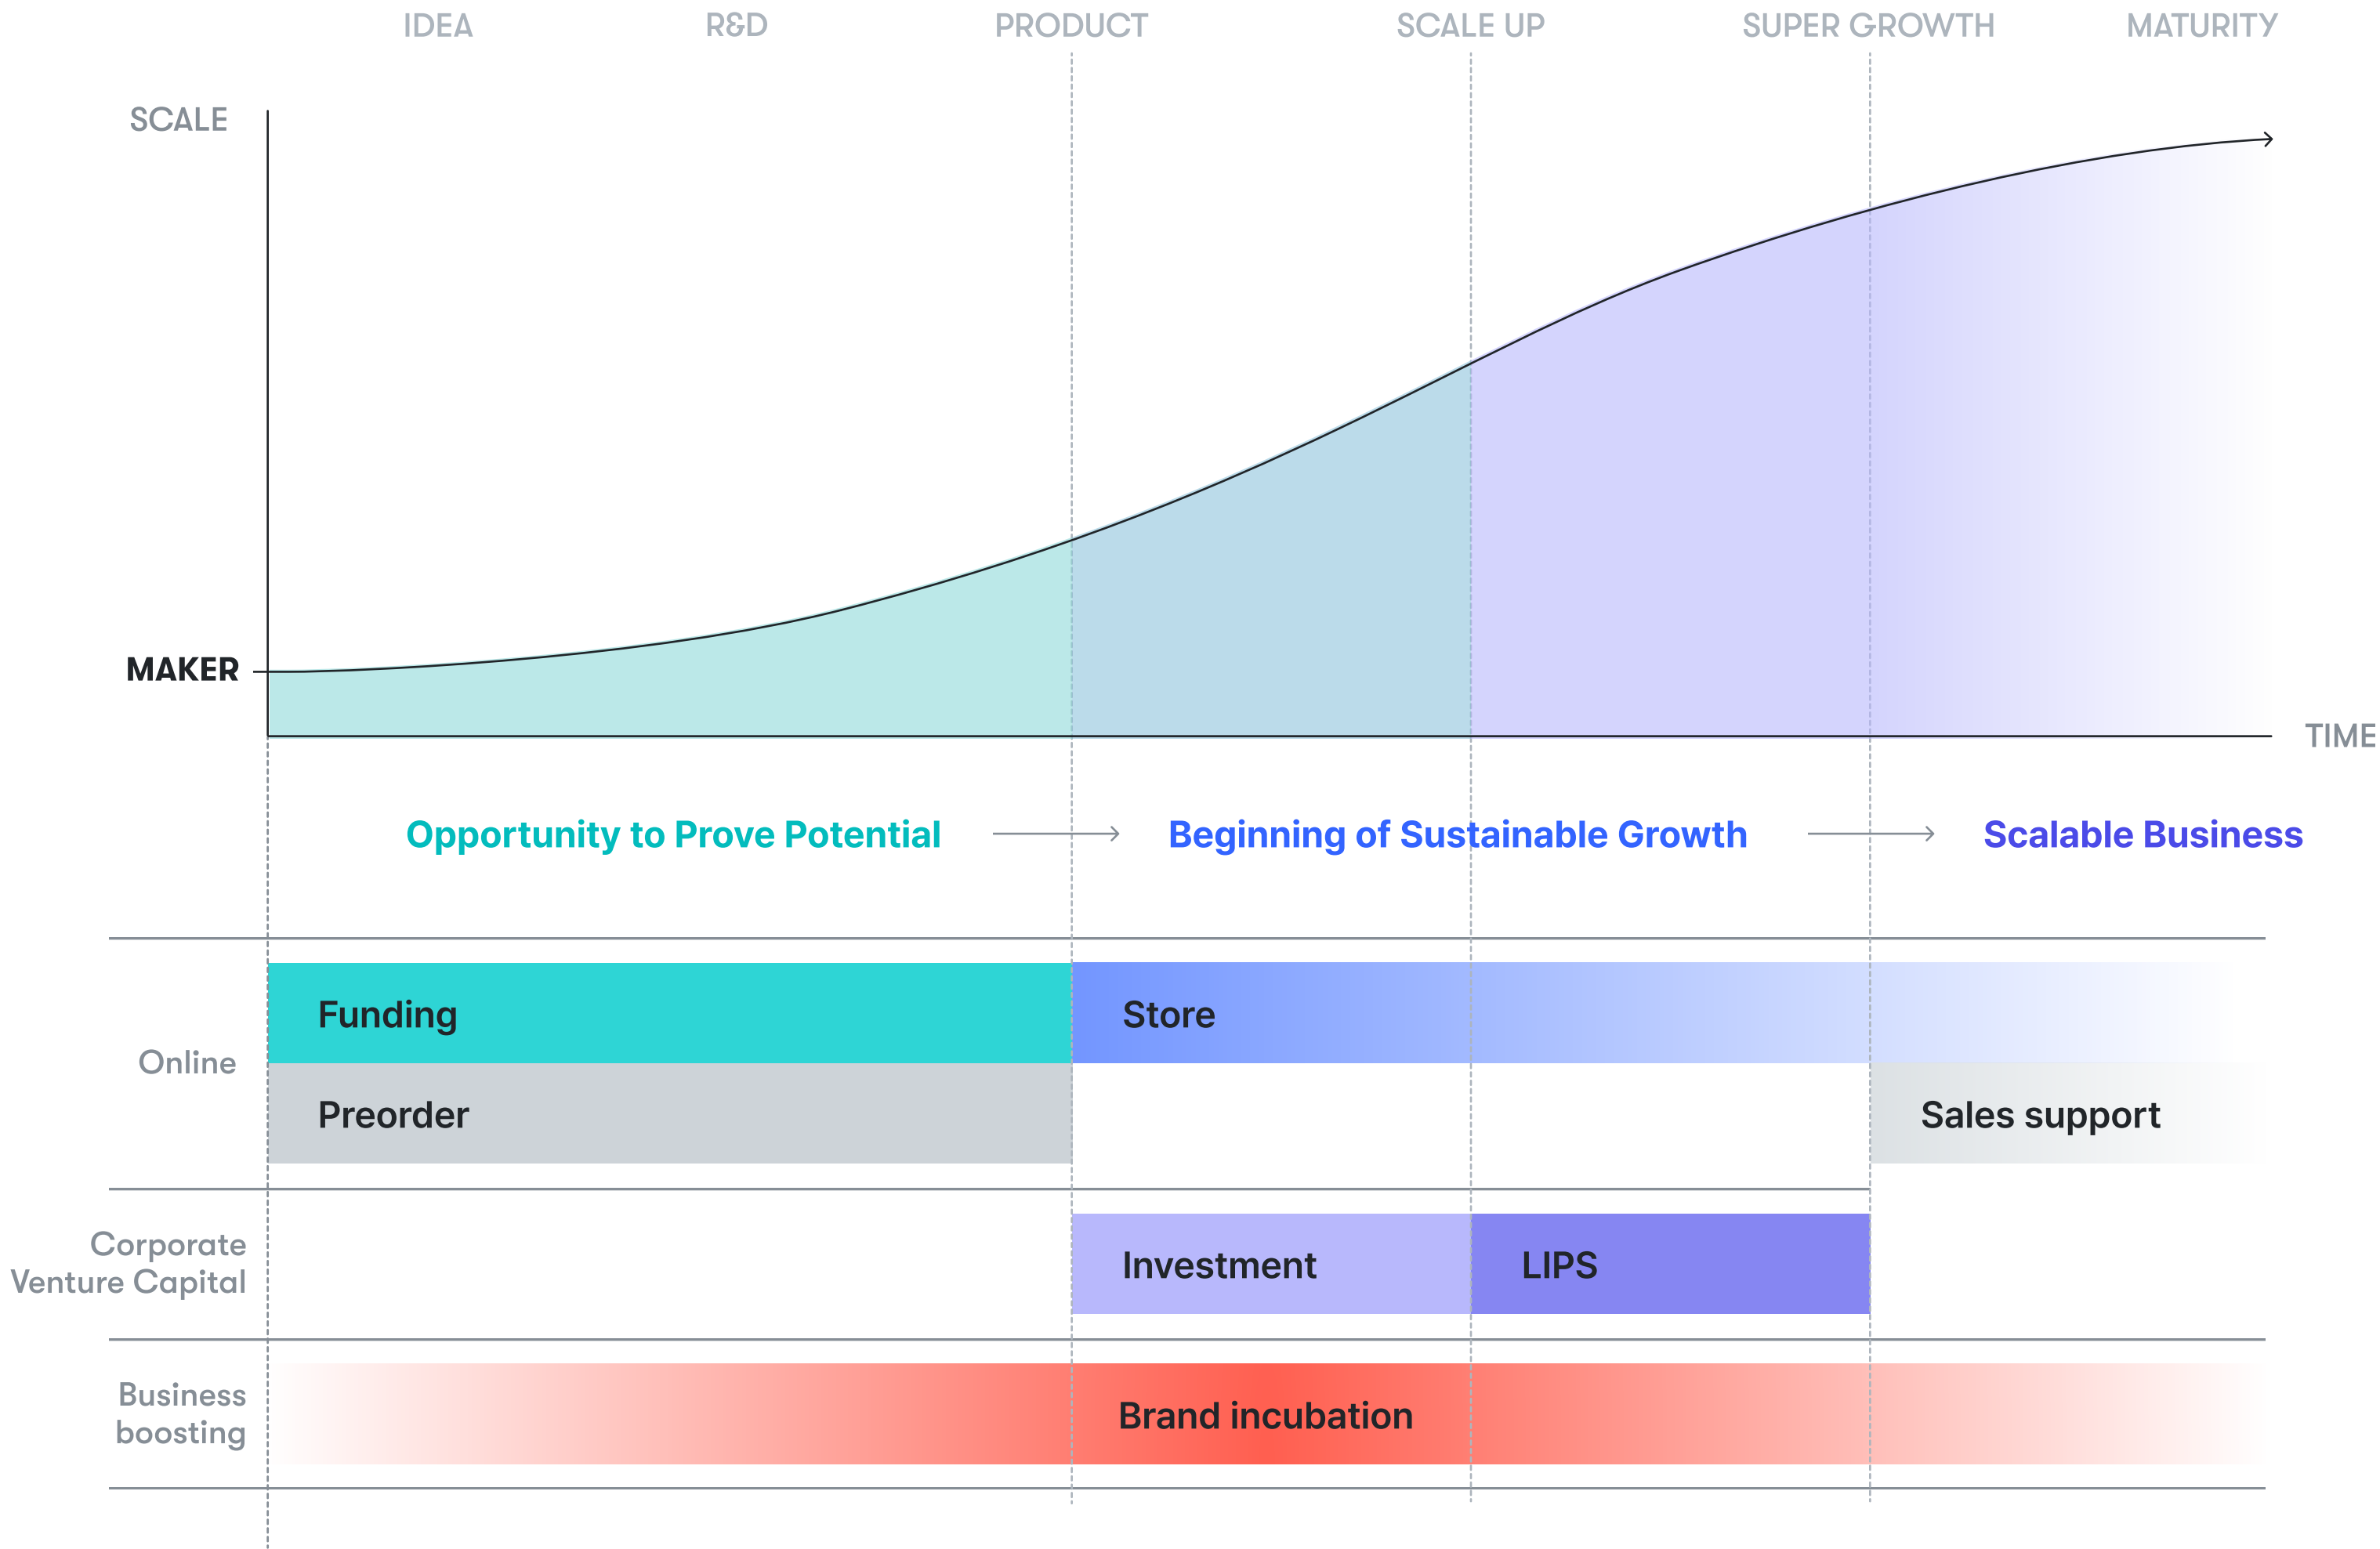 IDEA R&D PRODUCT SCALE UP SUPER GROWTH MATURITY
SCALE
MAKER
TIME
Opportunity to Prove Potential Beginning of Sustainable Growth Scalable Business
Funding Store
Online
Preorder Sales support
Corporate
Venture Capital
Investment LIPS
Business
boosting
Brand incubation